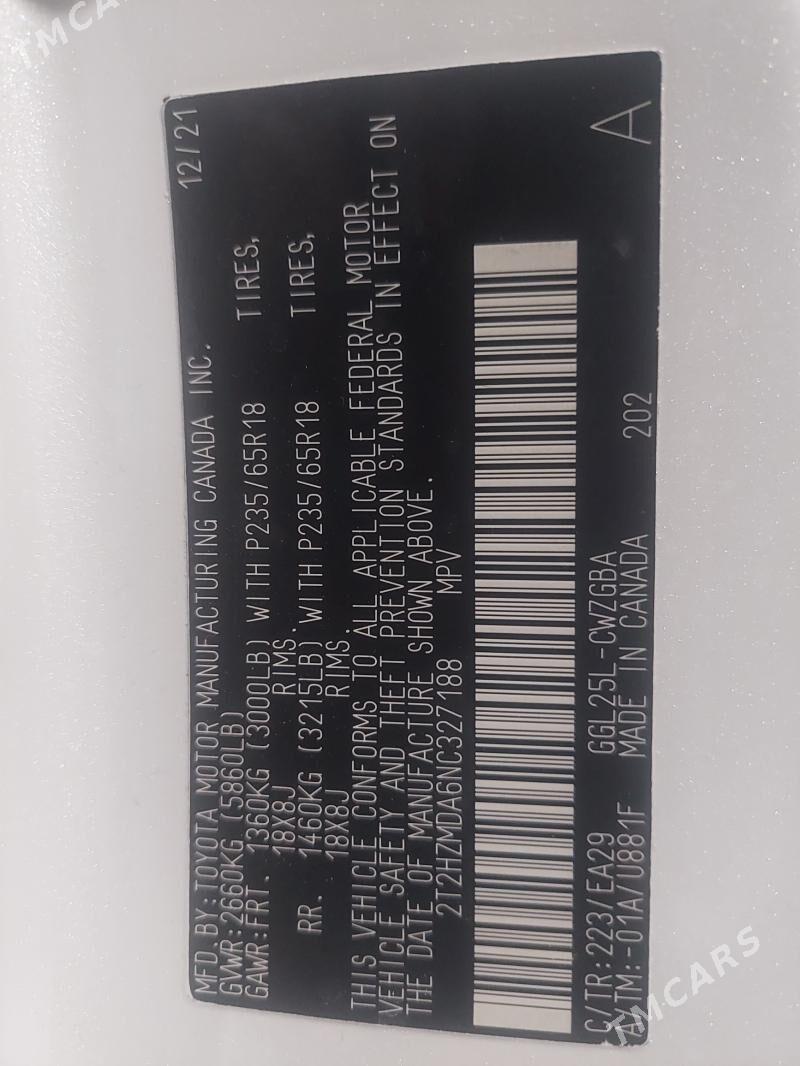 MFD.BY:TOYOTA MOTOR MANUFACTURING CANADA INC. 12/21
GVWR:2660KG (5860LB)
GAWR:FRT. 1360KG (3000LB) WITH P235/65R18 TIRES,
18X8J RIMS.
RR. 1460KG (3215LB) WITH P235/65R18 TIRES,
18X8J RIMS.
THIS VEHICLE CONFORMS TO ALL APPLICABLE FEDERAL MOTOR
VEHICLE SAFETY AND THEFT PREVENTION STANDARDS IN EFFECT ON
THE DATE OF MANUFACTURE SHOWN ABOVE.
2T2HZMDA6NC327188 MPV
C/TR:223/EA29 GGL25L-CWZGBA
A/TM:-01A/U881F MADE IN CANADA 202 A
TMCARS
TMCARS